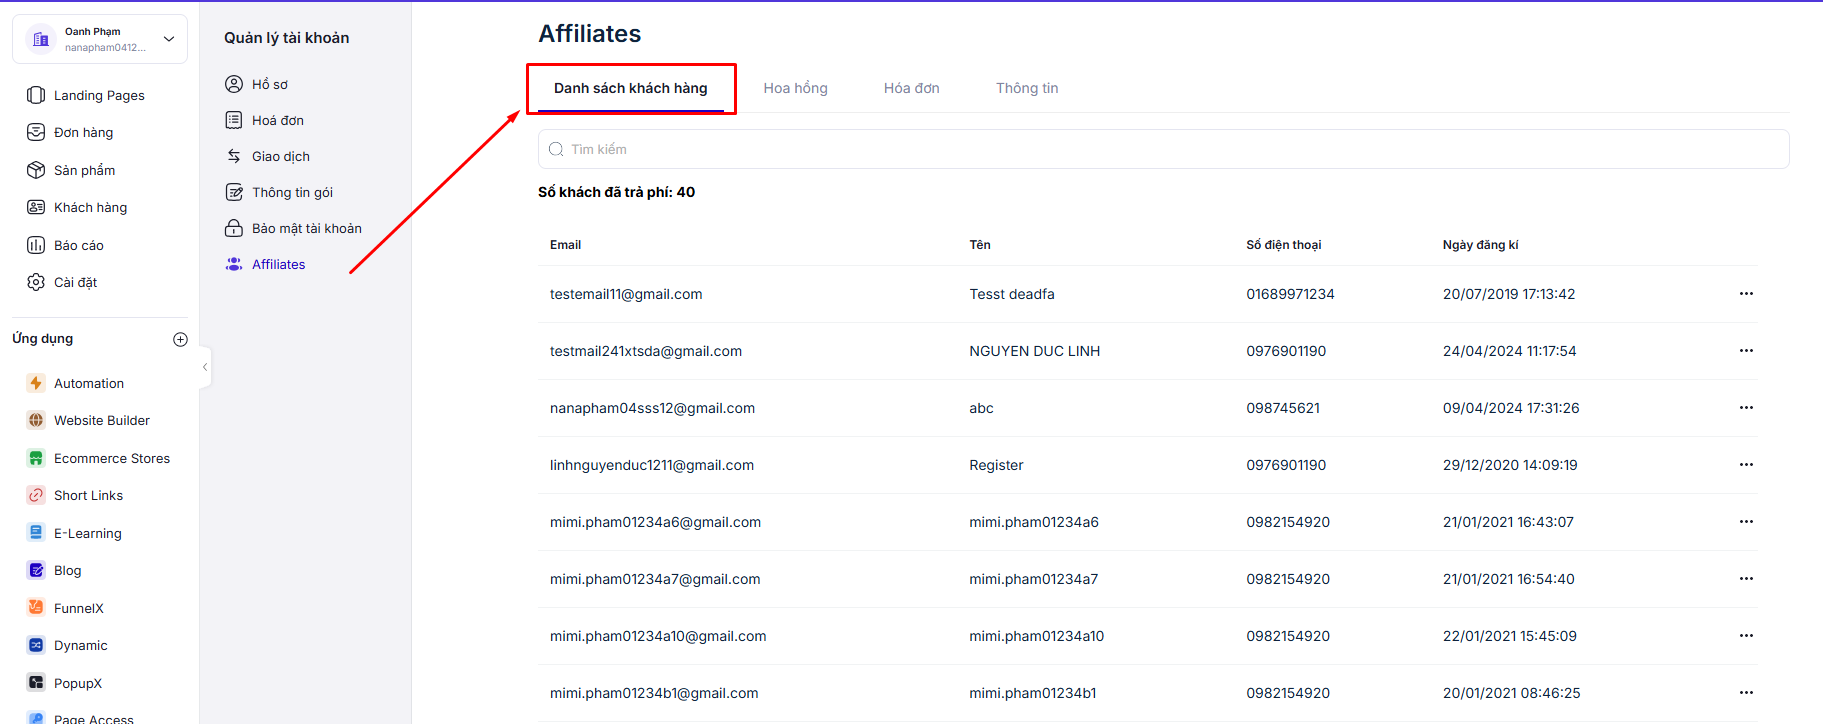 Oanh Phạm
nanapham0412...
Landing Pages
Đơn hàng
Sản phẩm
Khách hàng
Báo cáo
Cài đặt
Ứng dụng
Automation
Website Builder
Ecommerce Stores
Short Links
E-Learning
Blog
FunnelX
Dynamic
PopupX
Page Access
Quản lý tài khoản
Hồ sơ
Hoá đơn
Giao dịch
Thông tin gói
Bảo mật tài khoản
Affiliates
Affiliates
Danh sách khách hàng Hoa hồng Hóa đơn Thông tin
Tìm kiếm
Số khách đã trả phí: 40
Email Tên Số điện thoại Ngày đăng kí
testemail11@gmail.com Tesst deadfa 01689971234 20/07/2019 17:13:42
testmail241xtsda@gmail.com NGUYEN DUC LINH 0976901190 24/04/2024 11:17:54
nanapham04sss12@gmail.com abc 098745621 09/04/2024 17:31:26
linhnguyenduc1211@gmail.com Register 0976901190 29/12/2020 14:09:19
mimi.pham01234a6@gmail.com mimi.pham01234a6 0982154920 21/01/2021 16:43:07
mimi.pham01234a7@gmail.com mimi.pham01234a7 0982154920 21/01/2021 16:54:40
mimi.pham01234a10@gmail.com mimi.pham01234a10 0982154920 22/01/2021 15:45:09
mimi.pham01234b1@gmail.com mimi.pham01234b1 0982154920 20/01/2021 08:46:25